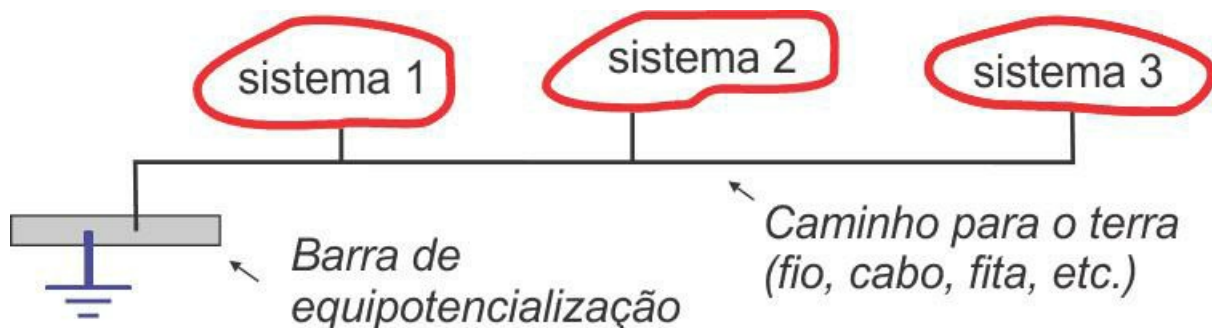 sistema 1
sistema 2
sistema 3
Barra de
equipotencialização
Caminho para o terra
(fio, cabo, fita, etc.)